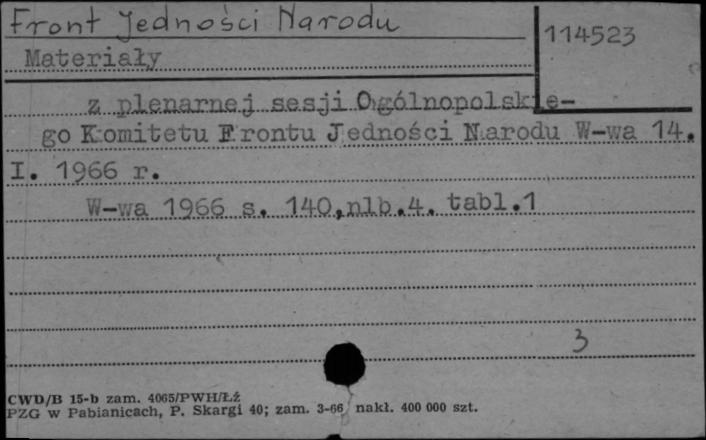 Front Jedności Narodu
114523
Materiały
z plenarnej sesji Ogólnopolskie-
go Komitetu Frontu Jedności Narodu W-wa 14.
I. 1966 r.
W-wa 1966 s. 140,nlb.4. tabl.1
3
CWD/B 15-b zam. 4065/PWH/Łź
PZG w Pabianicach, P. Skargi 40; zam. 3-66 nakł. 400 000 szt.